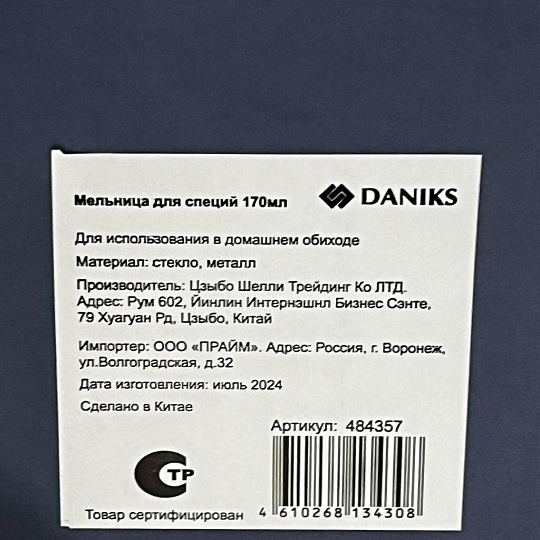 Мельница для специй 170мл
DANIKS
Для использования в домашнем обиходе
Материал: стекло, металл
Производитель: Цзыбо Шелли Трейдинг Ко ЛТД.
Адрес: Рум 602, Йинлин Интернэшнл Бизнес Сэнте,
79 Хуагуан Рд, Цзыбо, Китай
Импортер: ООО «ПРАЙМ». Адрес: Россия, г. Воронеж,
ул.Волгоградская, д.32
Дата изготовления: июль 2024
Сделано в Китае
Артикул: 484357
СТР
Товар сертифицирован
4 610268 134308